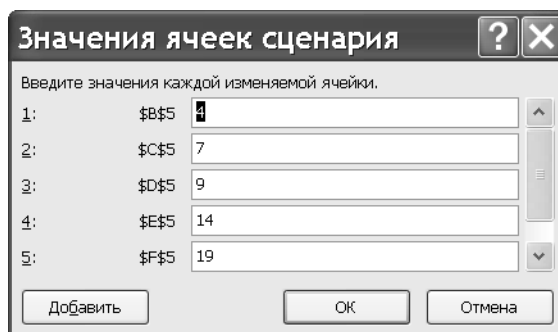 Значения ячеек сценария ? X
Введите значения каждой изменяемой ячейки.
1: $B$5 4
2: $C$5 7
3: $D$5 9
4: $E$5 14
5: $F$5 19
Добавить ОК Отмена